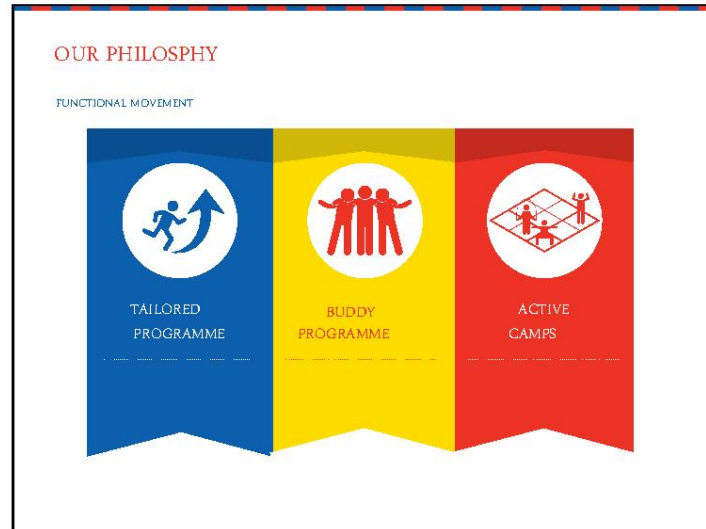 OUR PHILOSPHY
FUNCTIONAL MOVEMENT
TAILORED
PROGRAMME
BUDDY
PROGRAMME
ACTIVE
CAMPS